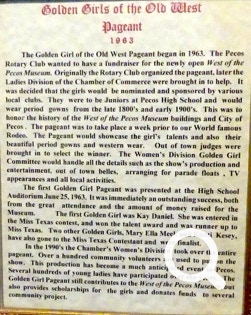 Golden Girls of the Old West
Pageant
1963
The Golden Girl of the Old West Pageant began in 1963. The Pecos
Rotary Club wanted to have a fundraiser for the newly open West of the
Pecos Museum. Originally the Rotary Club organized the pageant, later the
Ladies Division of the Chamber of Commerce were brought in to help. It
was decided that the girls would be nominated and sponsored by various
local clubs. They were to be Juniors at Pecos High School and would
wear period gowns from the late 1800's and early 1900's. This was to
honor the history of the West of the Pecos Museum buildings and City of
Pecos . The pageant was to take place a week prior to our World famous
Rodeo. The Pageant would showcase the girl's talents and also their
beautiful period gowns and western wear. Out of town judges were
brought in to select the winner. The Women's Division Golden Girl
Committee would handle all the details such as the show's production and
entertainment, out of town belles, arranging for parade floats , TV
appearances and all local activities.
The first Golden Girl Pageant was presented at the High School
Auditorium June 25, 1963. It was immediately an outstanding success, both
from the great attendance and the amount of money raised for the
Museum. The first Golden Girl was Kay Daniel. She was entered in
the Miss Texas contest, and won the talent award and was runner up to
Miss Texas. Two other Golden Girls, Mary Ella Kesey,
have also gone to the Miss Texas Contestant and
In the 1990's the Chamber's Women's Division took over the
pageant. Over a hundred community volunteers used to put on the
show. This production has become a much Pecos.
Several hundreds of young ladies have participated The
Golden Girl Pageant still contributes to the West of the Pecos Museum but
also provides scholarships for the girls and donates funds to several
community project.